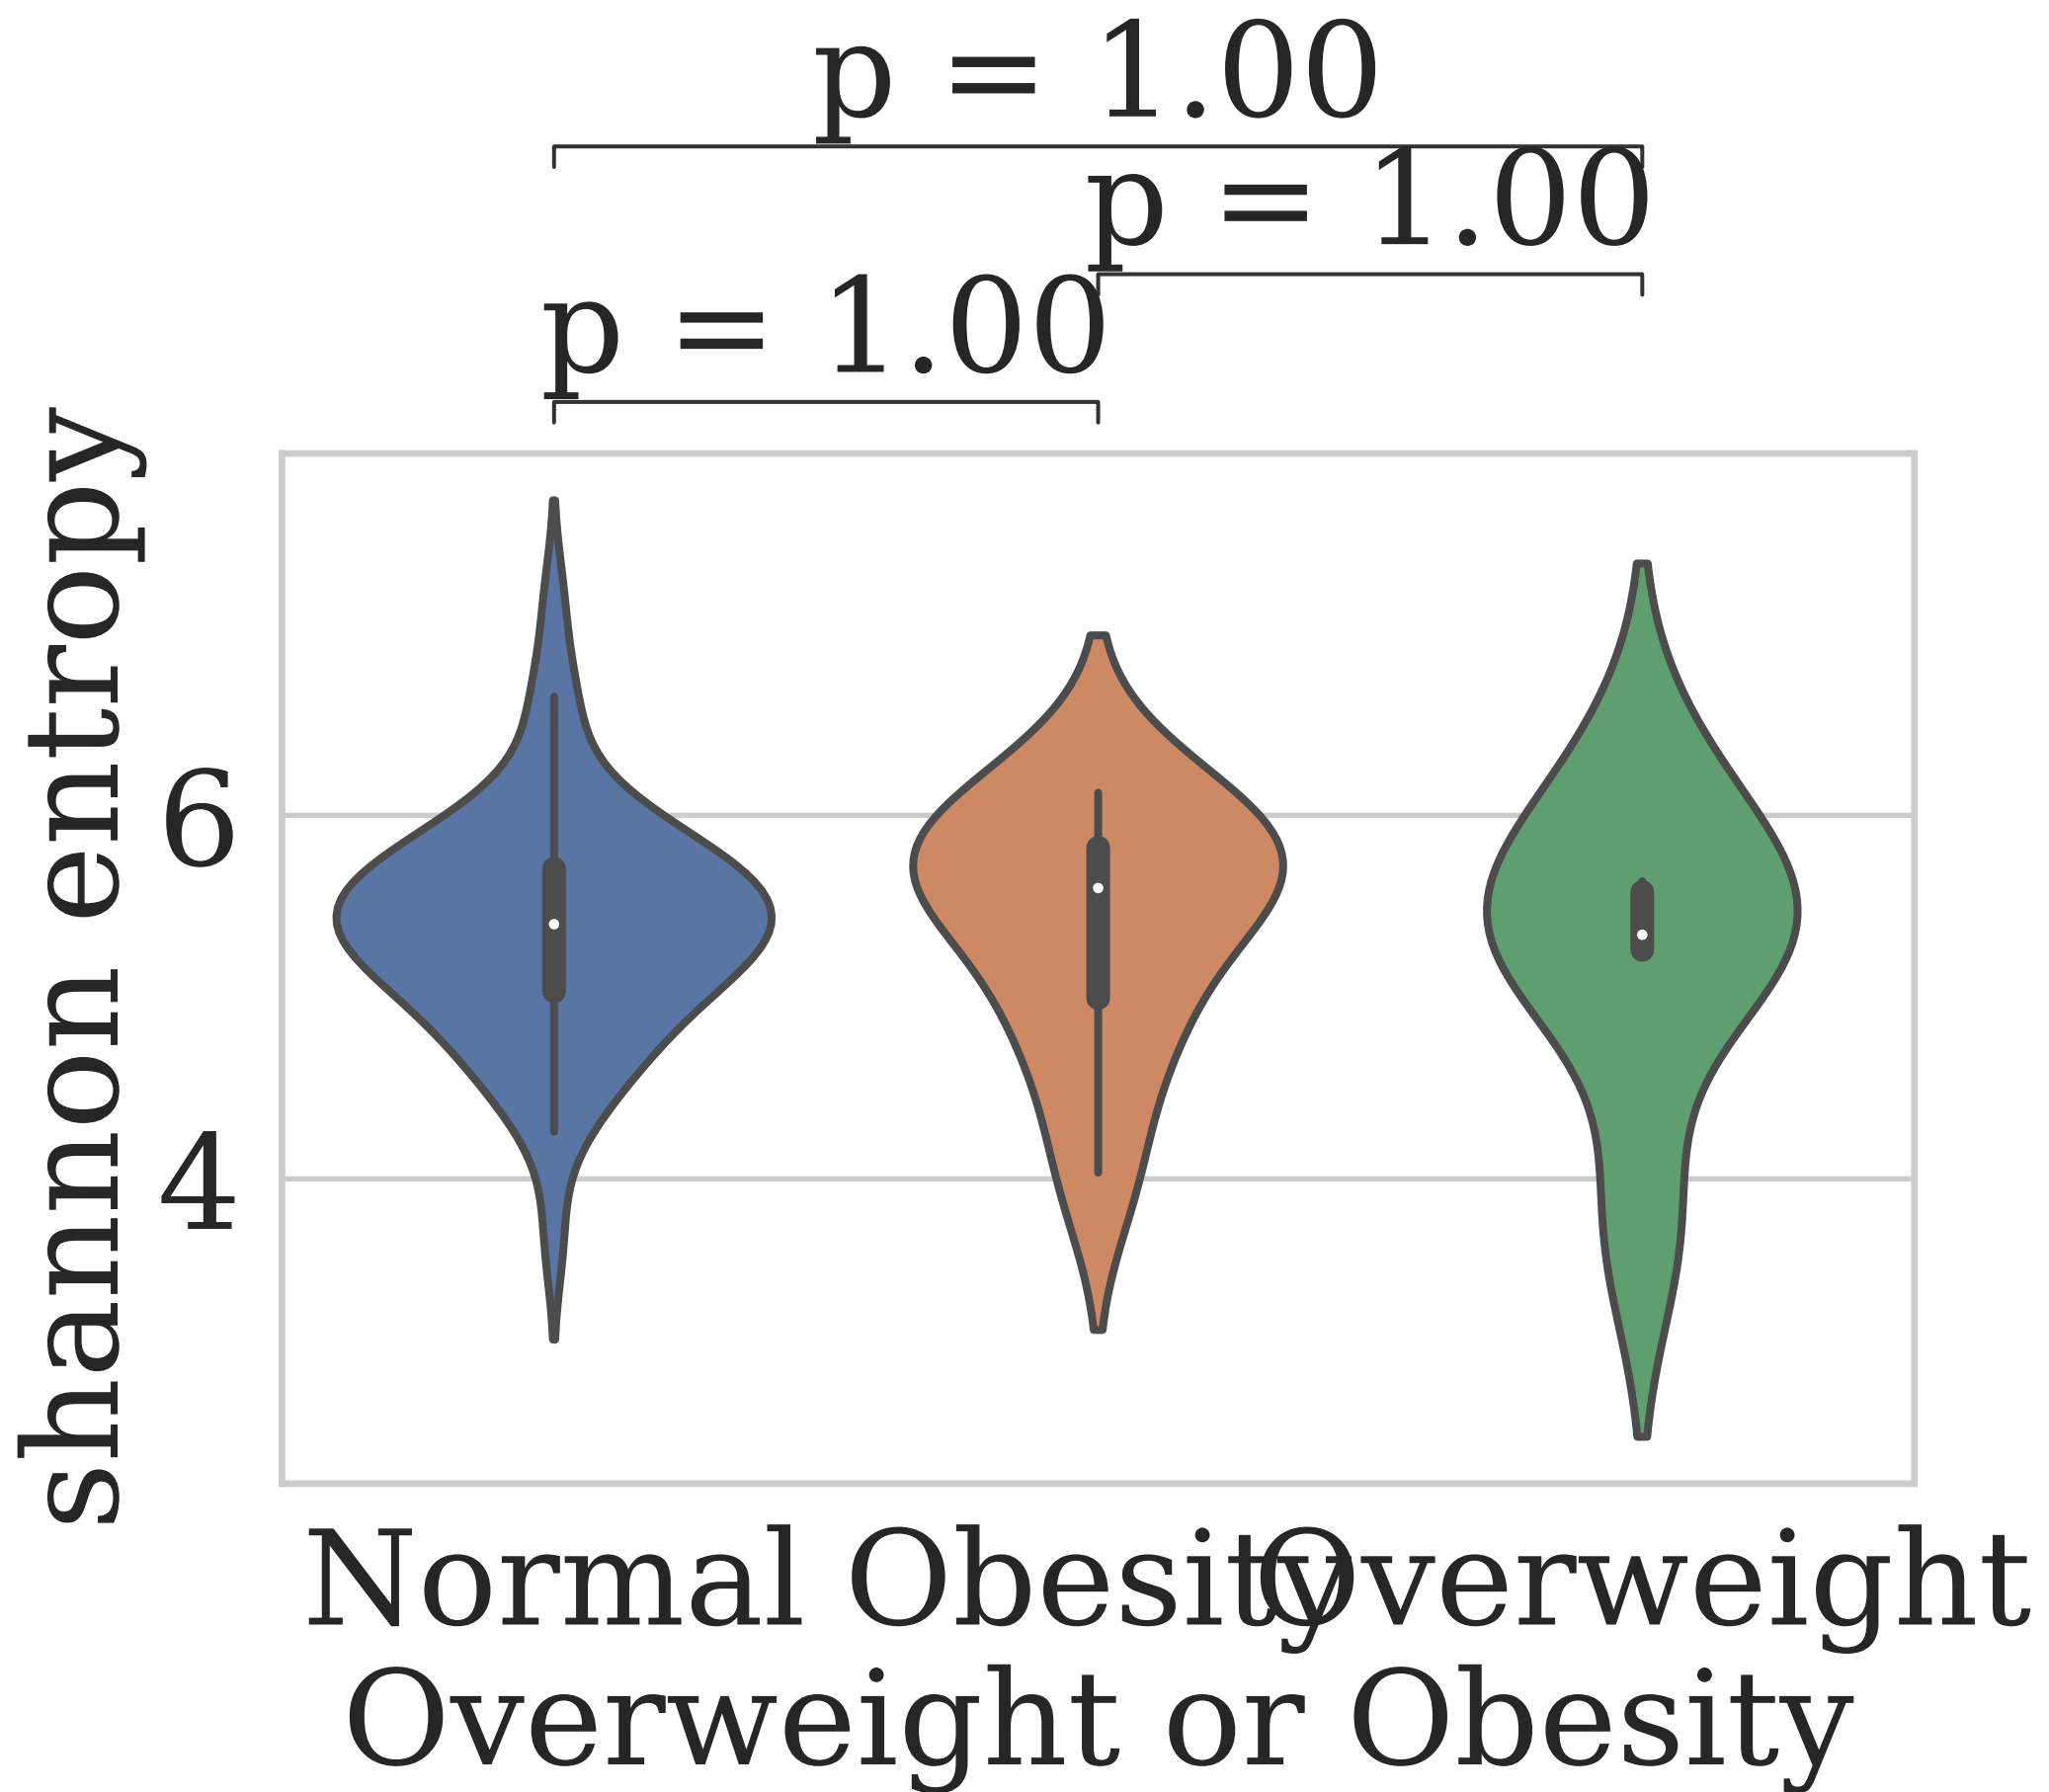 p = 1.00
p = 1.00
p = 1.00
shannon entropy
6
4
Normal Obesity Overweight
Overweight or Obesity